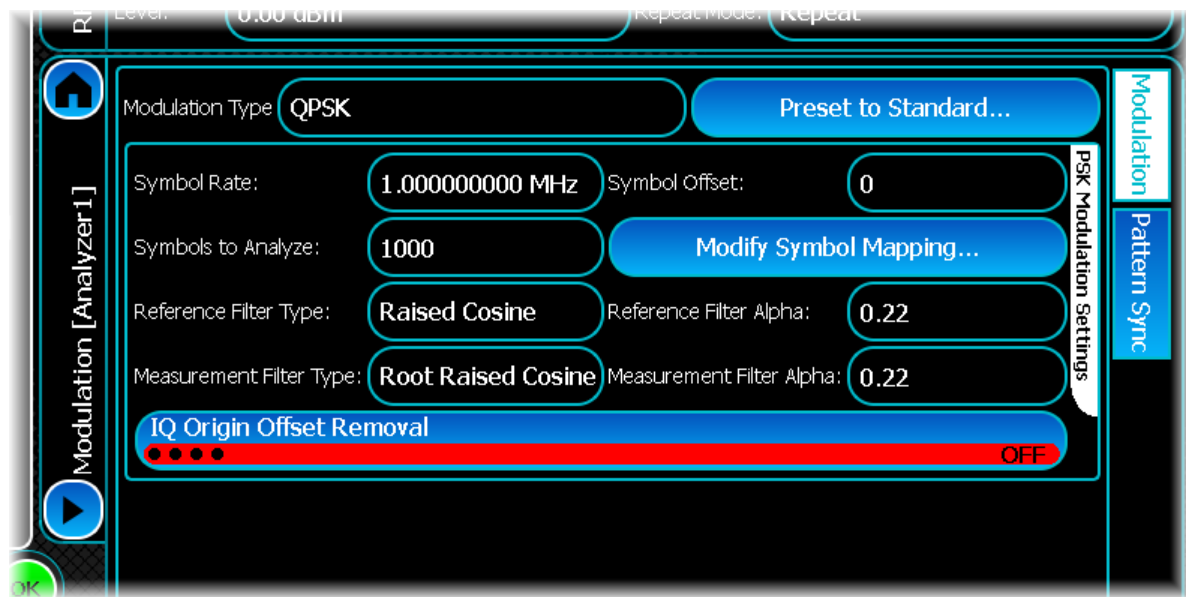 Level: 0.00 dBm Repeat Mode: Repeat
Modulation Type QPSK Preset to Standard...
Symbol Rate: 1.000000000 MHz Symbol Offset: 0
Symbols to Analyze: 1000 Modify Symbol Mapping...
Reference Filter Type: Raised Cosine Reference Filter Alpha: 0.22
Measurement Filter Type: Root Raised Cosine Measurement Filter Alpha: 0.22
IQ Origin Offset Removal
OFF
PSK Modulation Settings
Modulation
Pattern Sync
Modulation [Analyzer1]
OK